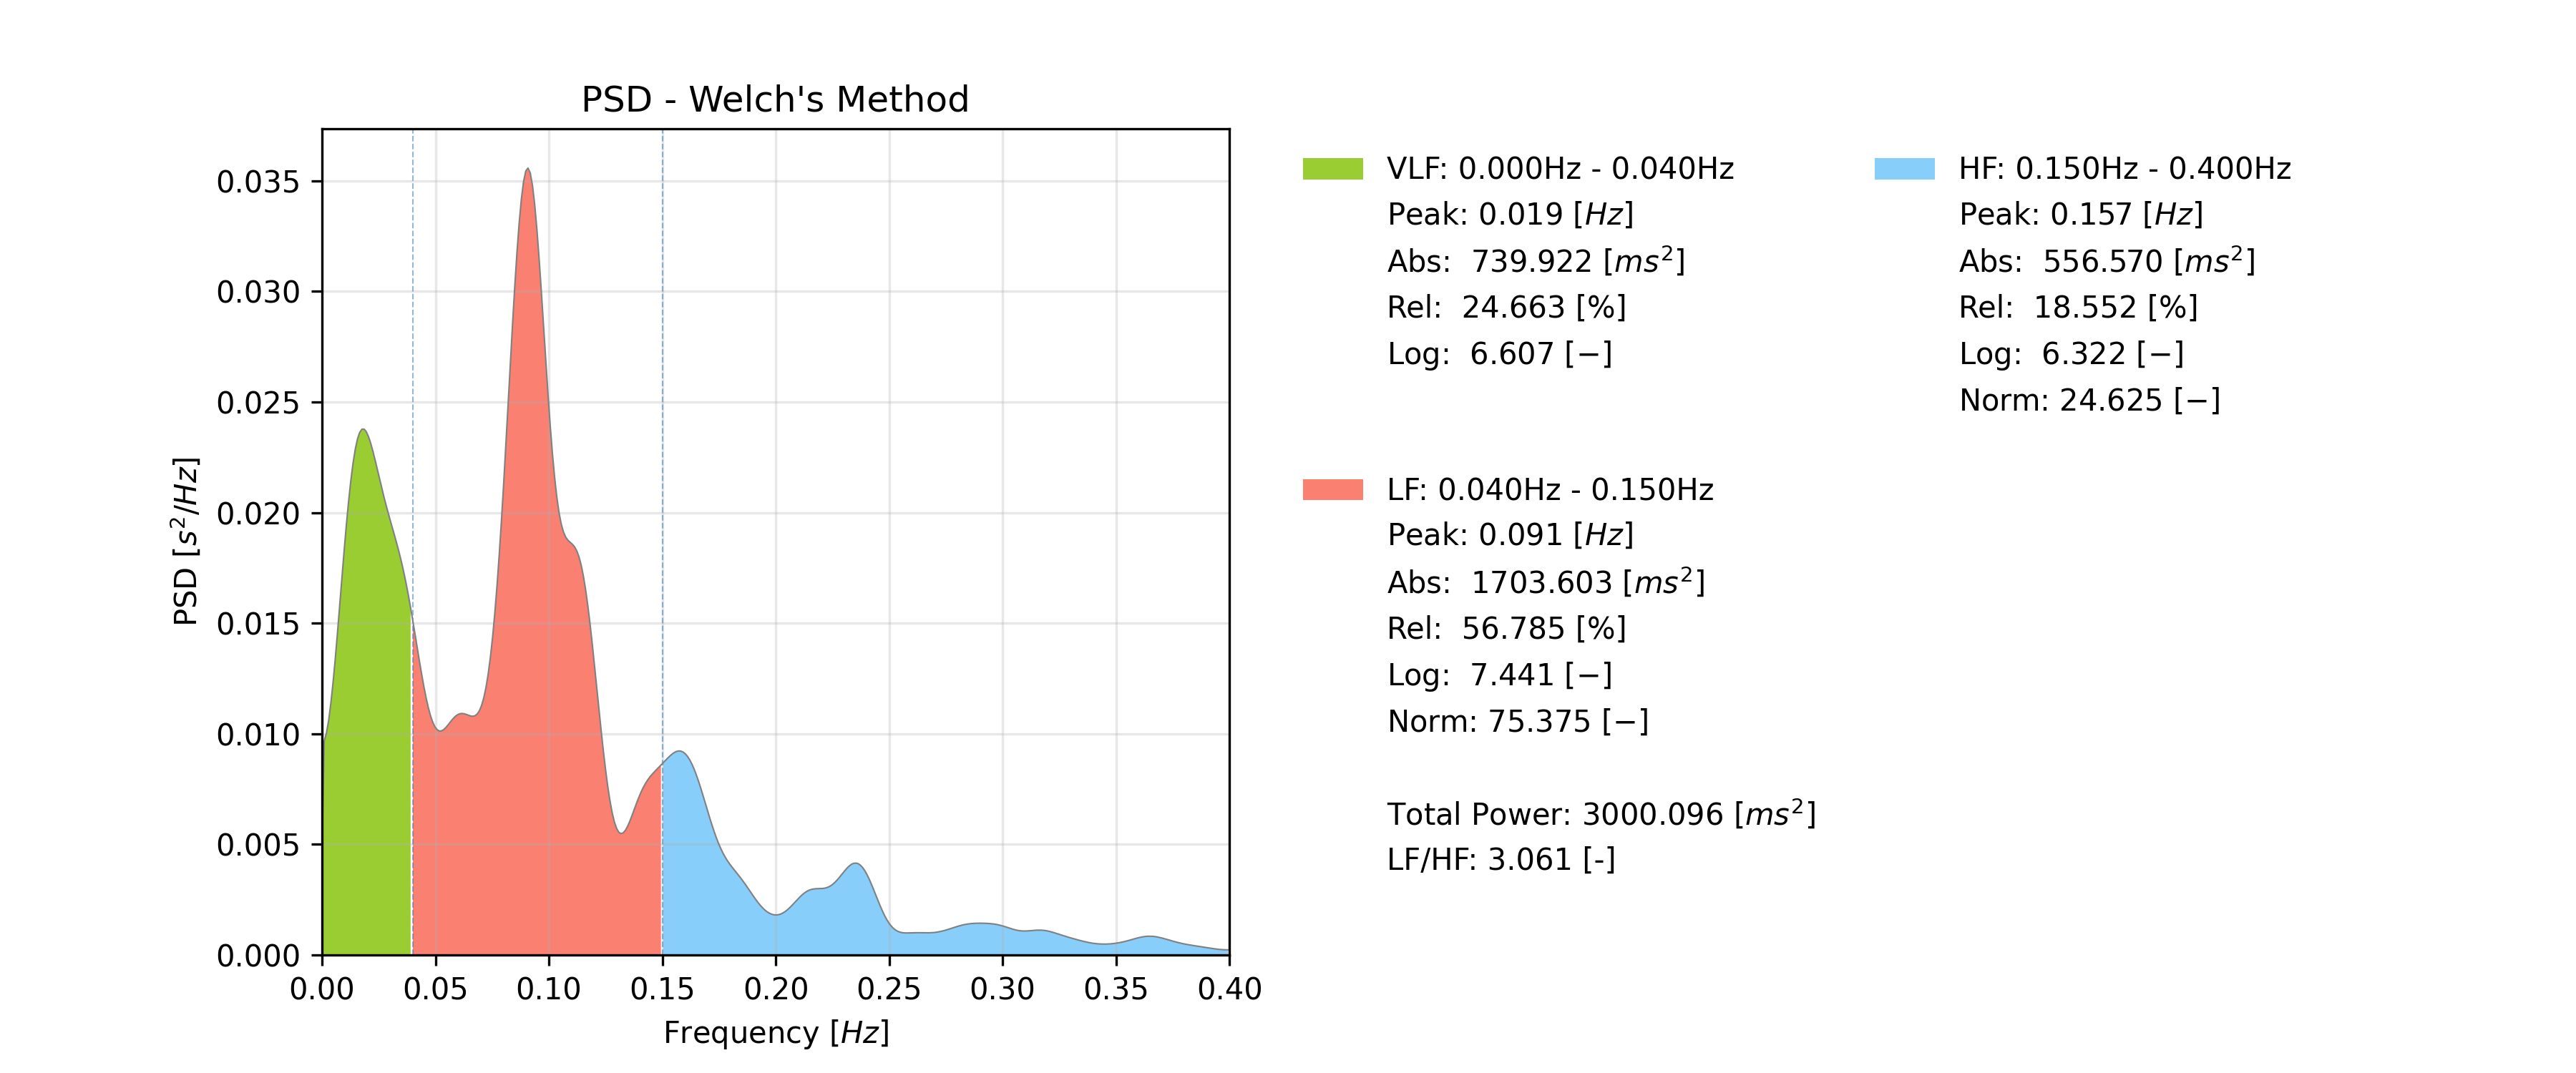 PSD - Welch's Method
PSD [s²/Hz]
0.035
0.030
0.025
0.020
0.015
0.010
0.005
0.000
0.00 0.05 0.10 0.15 0.20 0.25 0.30 0.35 0.40
Frequency [Hz]
VLF: 0.000Hz - 0.040Hz
Peak: 0.019 [Hz]
Abs: 739.922 [ms²]
Rel: 24.663 [%]
Log: 6.607 [−]
LF: 0.040Hz - 0.150Hz
Peak: 0.091 [Hz]
Abs: 1703.603 [ms²]
Rel: 56.785 [%]
Log: 7.441 [−]
Norm: 75.375 [−]
Total Power: 3000.096 [ms²]
LF/HF: 3.061 [-]
HF: 0.150Hz - 0.400Hz
Peak: 0.157 [Hz]
Abs: 556.570 [ms²]
Rel: 18.552 [%]
Log: 6.322 [−]
Norm: 24.625 [−]